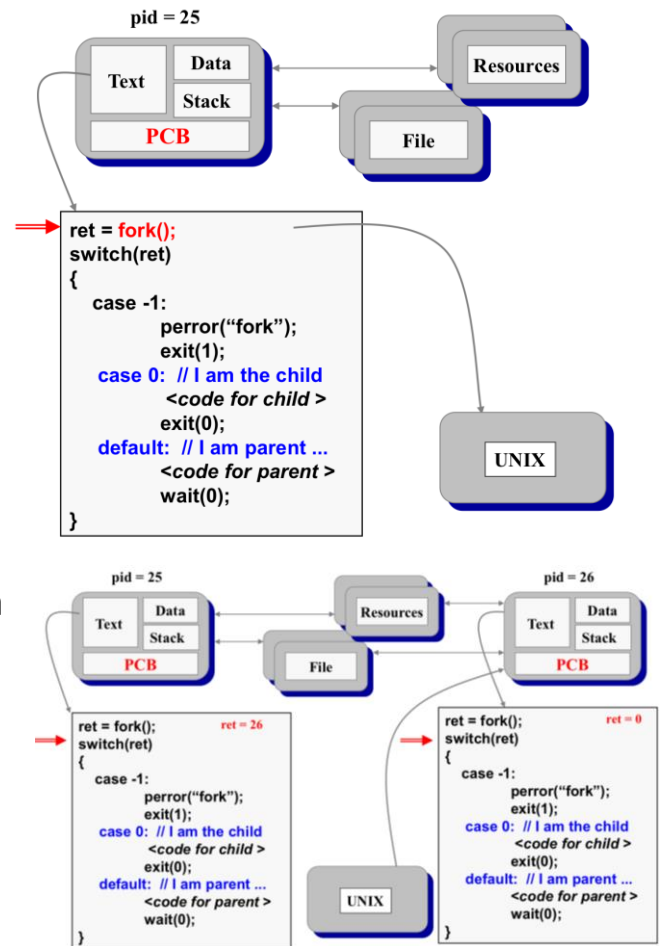 pid = 25
Text
Data
Stack
PCB
Resources
File
ret = fork();
switch(ret)
{
case -1:
perror(“fork”);
exit(1);
case 0: // I am the child
<code for child >
exit(0);
default: // I am parent ...
<code for parent >
wait(0);
}
UNIX
pid = 25
Text
Data
Stack
PCB
Resources
File
pid = 26
Text
Data
Stack
PCB
ret = fork(); ret = 26
switch(ret)
{
case -1:
perror(“fork”);
exit(1);
case 0: // I am the child
<code for child >
exit(0);
default: // I am parent ...
<code for parent >
wait(0);
}
UNIX
ret = fork(); ret = 0
switch(ret)
{
case -1:
perror(“fork”);
exit(1);
case 0: // I am the child
<code for child >
exit(0);
default: // I am parent ...
<code for parent >
wait(0);
}